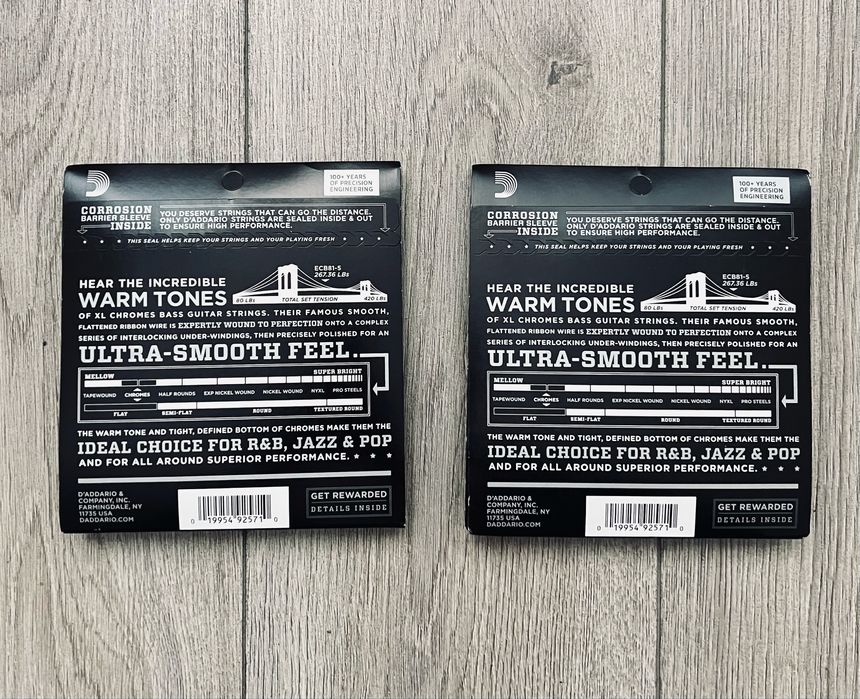 100+ YEARS
OF PRECISION
ENGINEERING
CORROSION
BARRIER SLEEVE
INSIDE
YOU DESERVE STRINGS THAT CAN GO THE DISTANCE.
ONLY D'ADDARIO STRINGS ARE SEALED INSIDE & OUT
TO ENSURE HIGH PERFORMANCE.
THIS SEAL HELPS KEEP YOUR STRINGS AND YOUR PLAYING FRESH
HEAR THE INCREDIBLE
WARM TONES
ECB81-5
267.36 LBs
80 LBs TOTAL SET TENSION 420 LBs
OF XL CHROMES BASS GUITAR STRINGS. THEIR FAMOUS SMOOTH,
FLATTENED RIBBON WIRE IS EXPERTLY WOUND TO PERFECTION ONTO A COMPLEX
SERIES OF INTERLOCKING UNDER-WINDINGS, THEN PRECISELY POLISHED FOR AN
ULTRA-SMOOTH FEEL.
MELLOW SUPER BRIGHT
TAPEWOUND CHROMES HALF ROUNDS EXP NICKEL WOUND NICKEL WOUND NYXL PRO STEELS
FLAT SEMI-FLAT ROUND TEXTURED ROUND
THE WARM TONE AND TIGHT, DEFINED BOTTOM OF CHROMES MAKE THEM THE
IDEAL CHOICE FOR R&B, JAZZ & POP
AND FOR ALL AROUND SUPERIOR PERFORMANCE.
D'ADDARIO &
COMPANY, INC.
FARMINGDALE, NY
11735 USA
DADDARIO.COM
0 19954 92571 0
GET REWARDED
DETAILS INSIDE
100+ YEARS
OF PRECISION
ENGINEERING
CORROSION
BARRIER SLEEVE
INSIDE
YOU DESERVE STRINGS THAT CAN GO THE DISTANCE.
ONLY D'ADDARIO STRINGS ARE SEALED INSIDE & OUT
TO ENSURE HIGH PERFORMANCE.
THIS SEAL HELPS KEEP YOUR STRINGS AND YOUR PLAYING FRESH
HEAR THE INCREDIBLE
WARM TONES
ECB81-5
267.36 LBs
80 LBs TOTAL SET TENSION 420 LBs
OF XL CHROMES BASS GUITAR STRINGS. THEIR FAMOUS SMOOTH,
FLATTENED RIBBON WIRE IS EXPERTLY WOUND TO PERFECTION ONTO A COMPLEX
SERIES OF INTERLOCKING UNDER-WINDINGS, THEN PRECISELY POLISHED FOR AN
ULTRA-SMOOTH FEEL.
MELLOW SUPER BRIGHT
TAPEWOUND CHROMES HALF ROUNDS EXP NICKEL WOUND NICKEL WOUND NYXL PRO STEELS
FLAT SEMI-FLAT ROUND TEXTURED ROUND
THE WARM TONE AND TIGHT, DEFINED BOTTOM OF CHROMES MAKE THEM THE
IDEAL CHOICE FOR R&B, JAZZ & POP
AND FOR ALL AROUND SUPERIOR PERFORMANCE.
D'ADDARIO &
COMPANY, INC.
FARMINGDALE, NY
11735 USA
DADDARIO.COM
0 19954 92571 0
GET REWARDED
DETAILS INSIDE